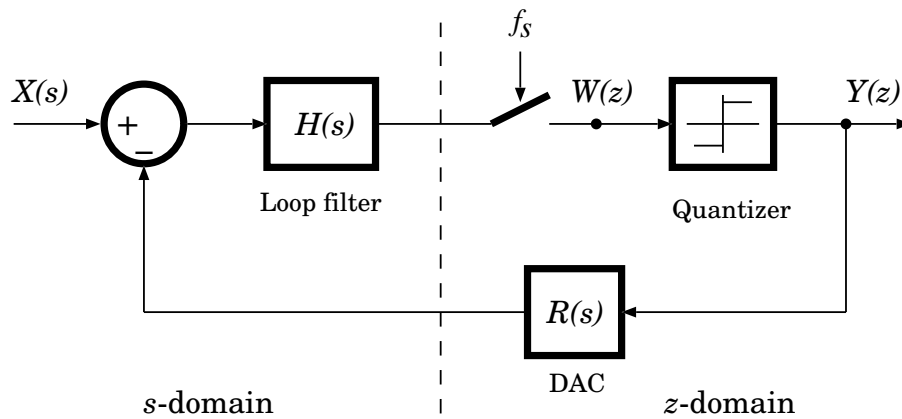 f_s
X(s)
W(z)
Y(z)
+
−
H(s)
Loop filter
Quantizer
R(s)
DAC
s-domain
z-domain